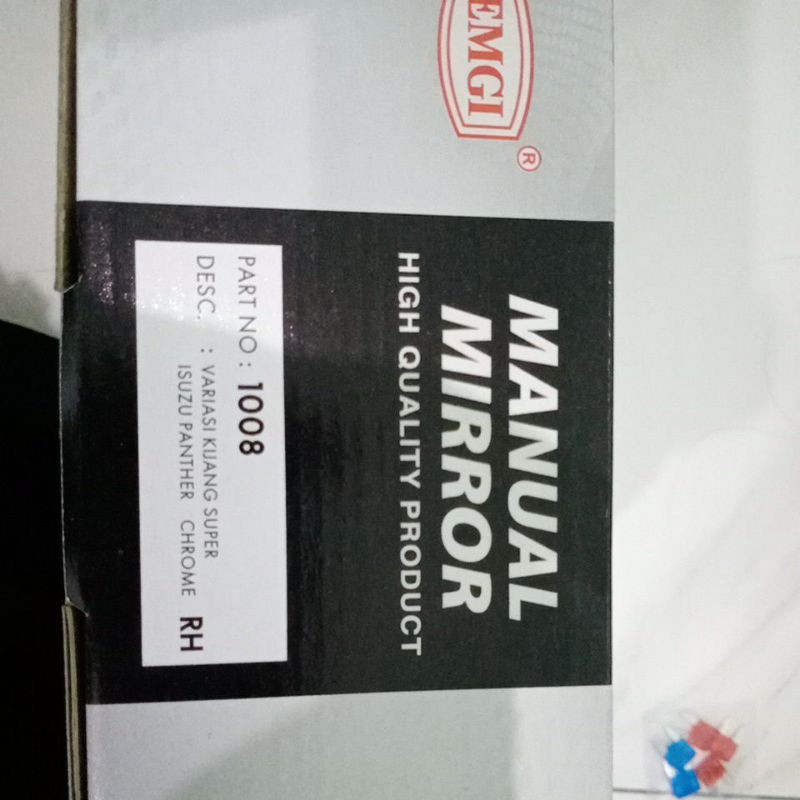 EMGI
®
MANUAL
MIRROR
HIGH QUALITY PRODUCT
PART NO : 1008
DESC. : VARIASI KIJANG SUPER
ISUZU PANTHER CHROME RH